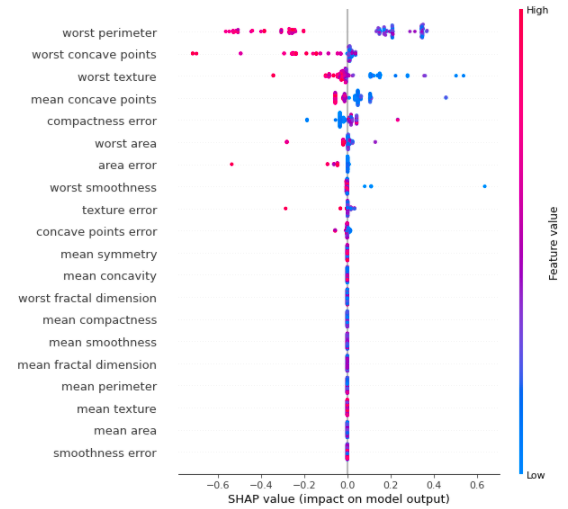 High
worst perimeter
worst concave points
worst texture
mean concave points
compactness error
worst area
area error
worst smoothness
texture error
concave points error
mean symmetry
mean concavity
worst fractal dimension
mean compactness
mean smoothness
mean fractal dimension
mean perimeter
mean texture
mean area
smoothness error
Feature value
Low
−0.6 −0.4 −0.2 0.0 0.2 0.4 0.6
SHAP value (impact on model output)